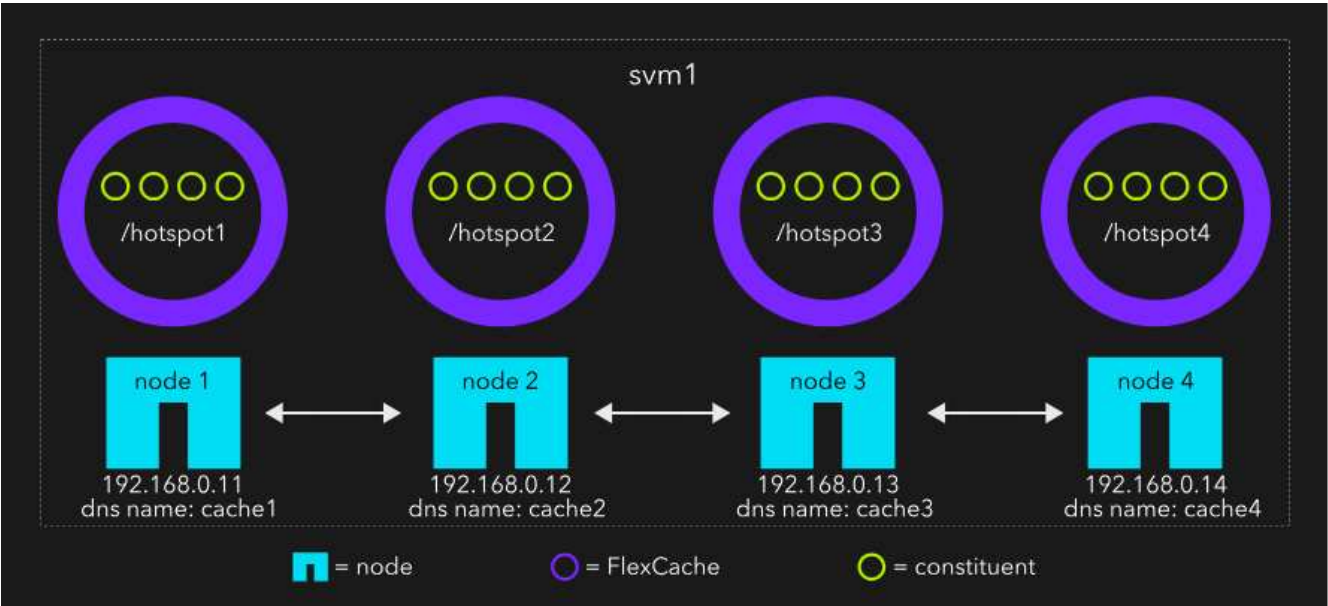 svm1
/hotspot1
/hotspot2
/hotspot3
/hotspot4
node 1
node 2
node 3
node 4
192.168.0.11
dns name: cache1
192.168.0.12
dns name: cache2
192.168.0.13
dns name: cache3
192.168.0.14
dns name: cache4
= node
= FlexCache
= constituent